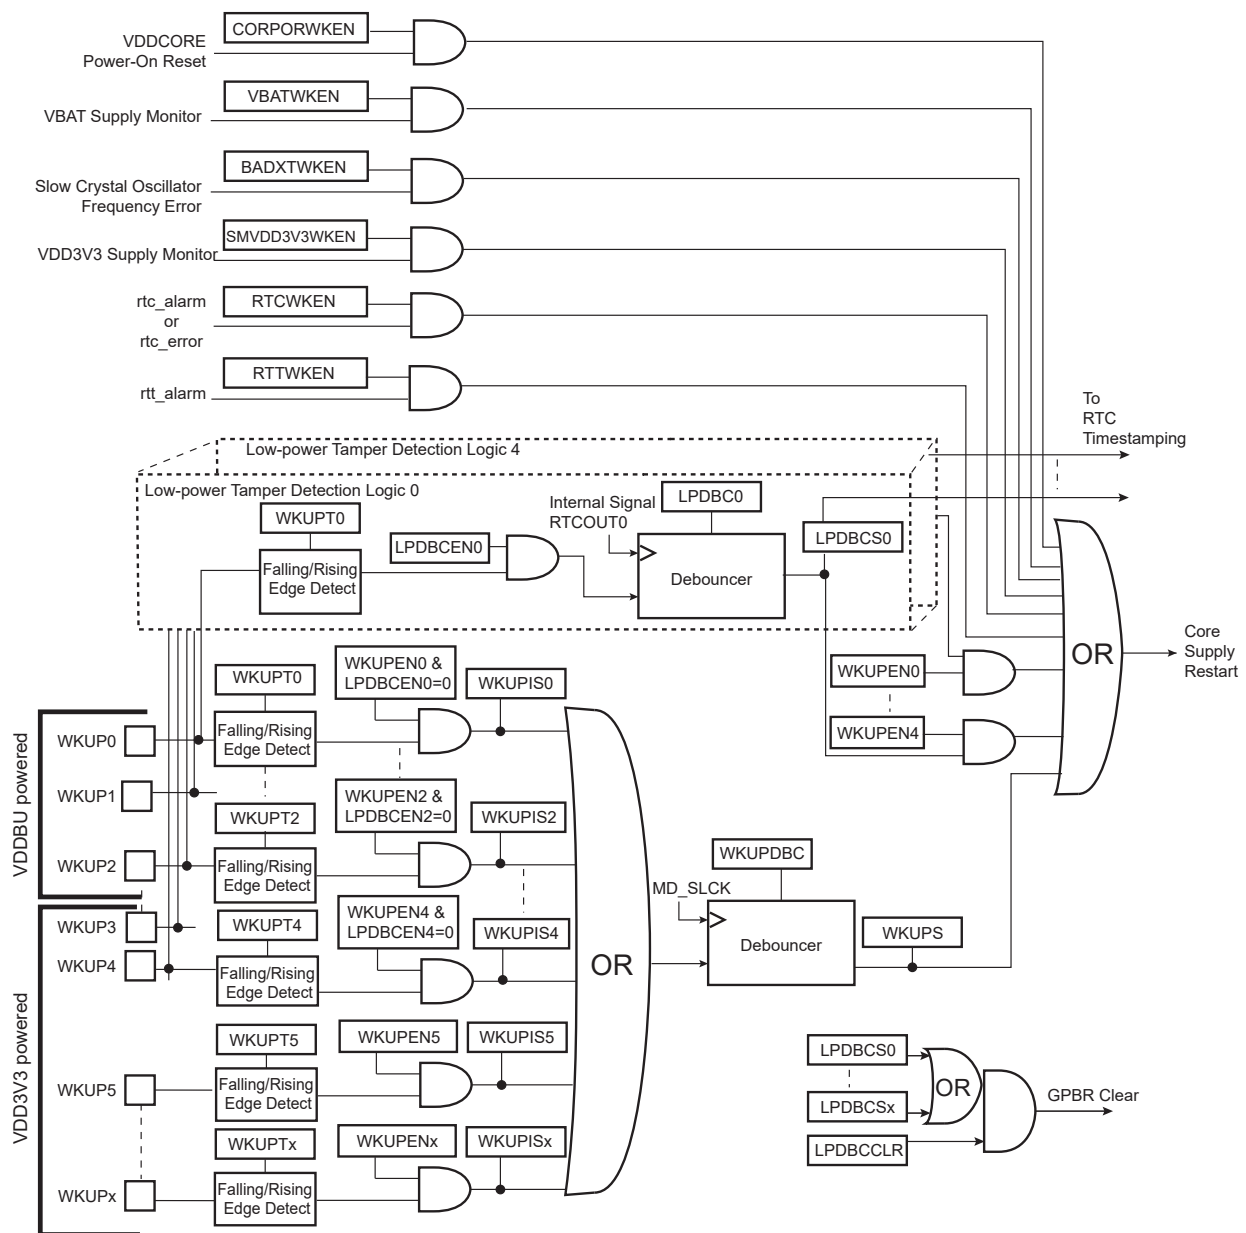 CORPORWKEN
VDDCORE
Power-On Reset
VBATWKEN
VBAT Supply Monitor
BADXTWKEN
Slow Crystal Oscillator
Frequency Error
SMVDD3V3WKEN
VDD3V3 Supply Monitor
RTCWKEN
rtc_alarm
or
rtc_error
RTTWKEN
rtt_alarm
To
RTC
Timestamping
Low-power Tamper Detection Logic 4
Low-power Tamper Detection Logic 0
WKUPT0
Falling/Rising
Edge Detect
LPDBCEN0
Internal Signal
RTCOUT0
LPDBC0
Debouncer
LPDBCS0
OR
Core
Supply
Restart
WKUPEN0
WKUPEN4
VDDBU powered
WKUP0
WKUPT0
Falling/Rising
Edge Detect
WKUPEN0 &
LPDBCEN0=0
WKUPIS0
WKUP1
WKUP2
WKUPT2
Falling/Rising
Edge Detect
WKUPEN2 &
LPDBCEN2=0
WKUPIS2
VDD3V3 powered
WKUP3
WKUP4
WKUPT4
Falling/Rising
Edge Detect
WKUPEN4 &
LPDBCEN4=0
WKUPIS4
OR
WKUPDBC
MD_SLCK
Debouncer
WKUPS
WKUP5
WKUPT5
Falling/Rising
Edge Detect
WKUPEN5
WKUPIS5
WKUPx
WKUPTx
Falling/Rising
Edge Detect
WKUPENx
WKUPISx
LPDBCS0
LPDBCSx
OR
LPDBCCLR
GPBR Clear